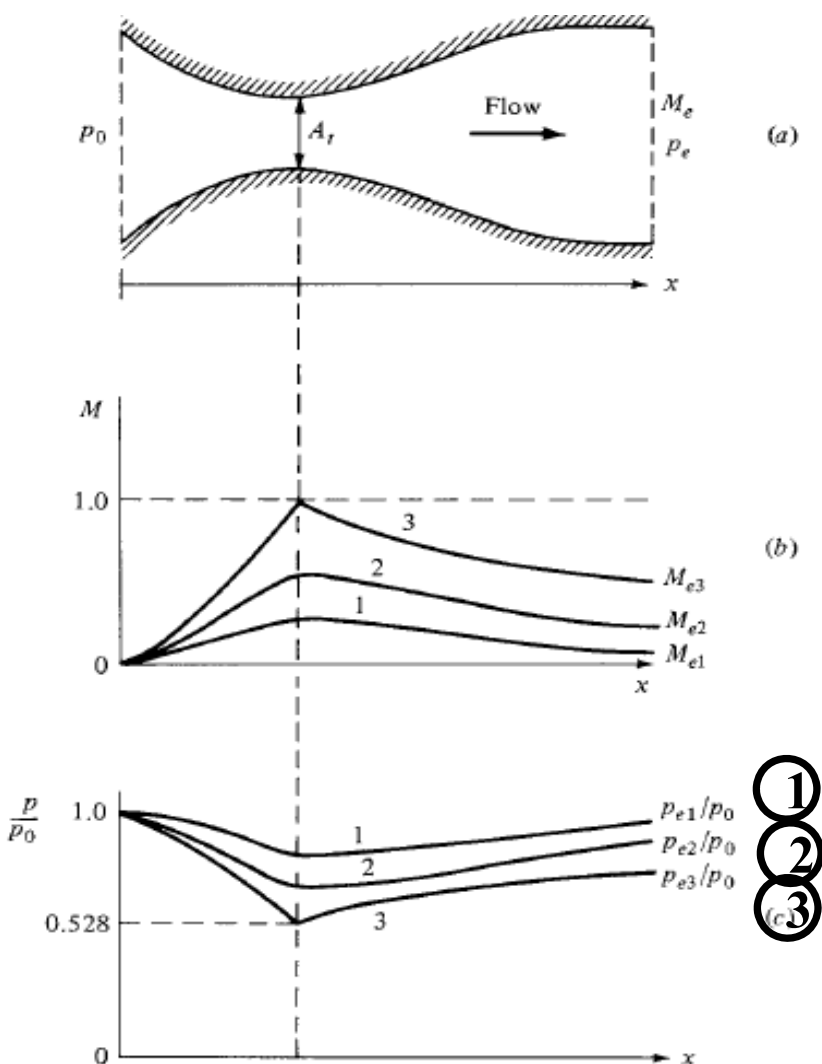 p₀
Aₜ
Flow
Mₑ
pₑ
(a)
x
M
1.0
3
2
1
Mₑ₃
Mₑ₂
Mₑ₁
(b)
0
x
p/p₀
1.0
1
2
3
pₑ₁/p₀
pₑ₂/p₀
pₑ₃/p₀
1
2
3
(c)
0.528
0
x